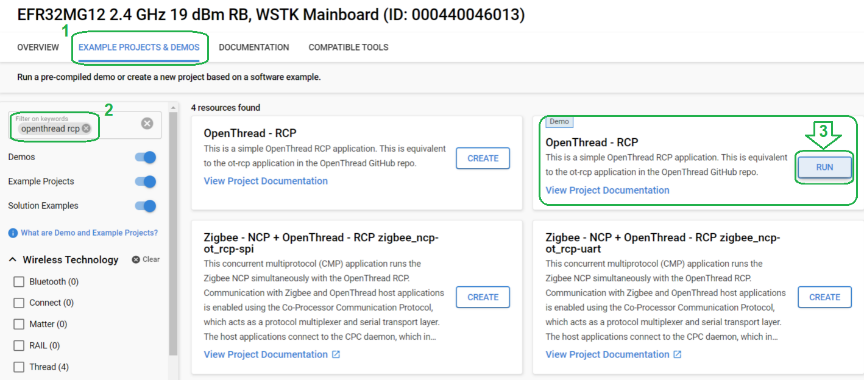 EFR32MG12 2.4 GHz 19 dBm RB, WSTK Mainboard (ID: 000440046013)
1
OVERVIEW EXAMPLE PROJECTS & DEMOS DOCUMENTATION COMPATIBLE TOOLS
Run a pre-compiled demo or create a new project based on a software example.
2
Filter on keywords
openthread rcp
Demos
Example Projects
Solution Examples
What are Demo and Example Projects?
Wireless Technology Clear
Bluetooth (0)
Connect (0)
Matter (0)
RAIL (0)
Thread (4)
4 resources found
OpenThread - RCP
This is a simple OpenThread RCP application. This is equivalent
to the ot-rcp application in the OpenThread GitHub repo.
View Project Documentation
CREATE
Demo
OpenThread - RCP
This is a simple OpenThread RCP application. This is equivalent
to the ot-rcp application in the OpenThread GitHub repo.
View Project Documentation
3
RUN
Zigbee - NCP + OpenThread - RCP zigbee_ncp-
ot_rcp-spi
This concurrent multiprotocol (CMP) application runs the
Zigbee NCP simultaneously with the OpenThread RCP.
Communication with Zigbee and OpenThread host applications
is enabled using the Co-Processor Communication Protocol,
which acts as a protocol multiplexer and serial transport layer.
The host applications connect to the CPC daemon, which in...
View Project Documentation
CREATE
Zigbee - NCP + OpenThread - RCP zigbee_ncp-
ot_rcp-uart
This concurrent multiprotocol (CMP) application runs the
Zigbee NCP simultaneously with the OpenThread RCP.
Communication with Zigbee and OpenThread host applications
is enabled using the Co-Processor Communication Protocol,
which acts as a protocol multiplexer and serial transport layer.
The host applications connect to the CPC daemon, which in...
View Project Documentation
CREATE